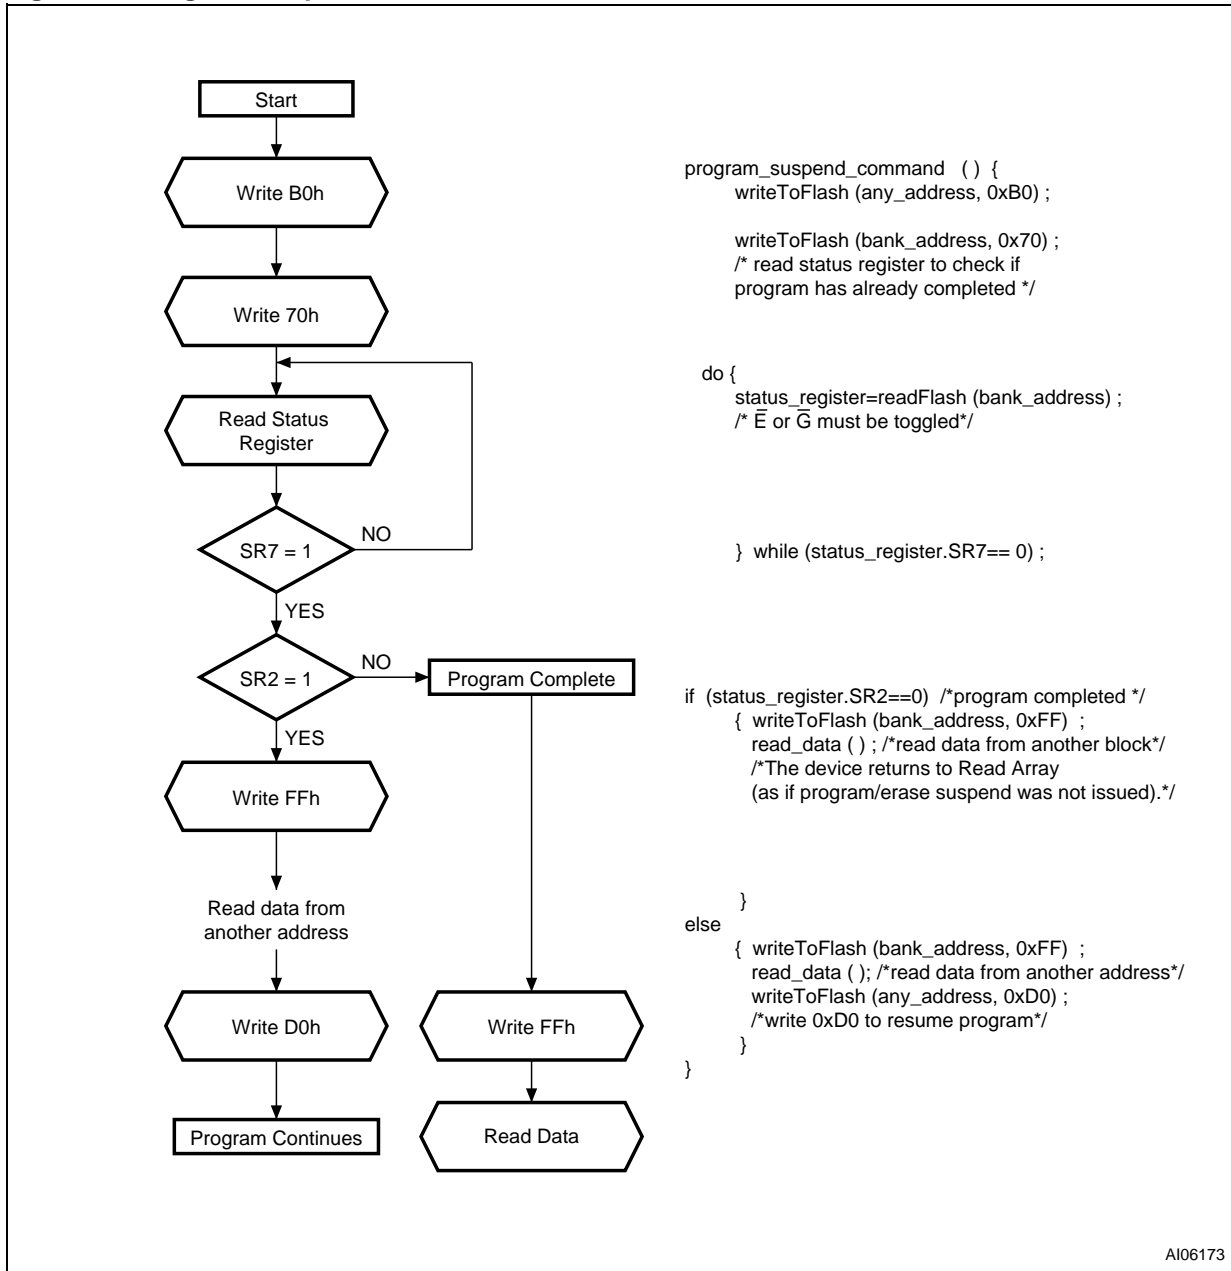 Start
Write B0h
Write 70h
Read Status
Register
SR7 = 1
NO
YES
SR2 = 1
NO
Program Complete
YES
Write FFh
Read data from
another address
Write D0h
Write FFh
Program Continues
Read Data
program_suspend_command ( ) {
writeToFlash (any_address, 0xB0) ;
writeToFlash (bank_address, 0x70) ;
/* read status register to check if
program has already completed */
do {
status_register=readFlash (bank_address) ;
/* E̅ or G̅ must be toggled*/
} while (status_register.SR7== 0) ;
if (status_register.SR2==0) /*program completed */
{ writeToFlash (bank_address, 0xFF) ;
read_data ( ) ; /*read data from another block*/
/*The device returns to Read Array
(as if program/erase suspend was not issued).*/
}
else
{ writeToFlash (bank_address, 0xFF) ;
read_data ( ); /*read data from another address*/
writeToFlash (any_address, 0xD0) ;
/*write 0xD0 to resume program*/
}
}
AI06173